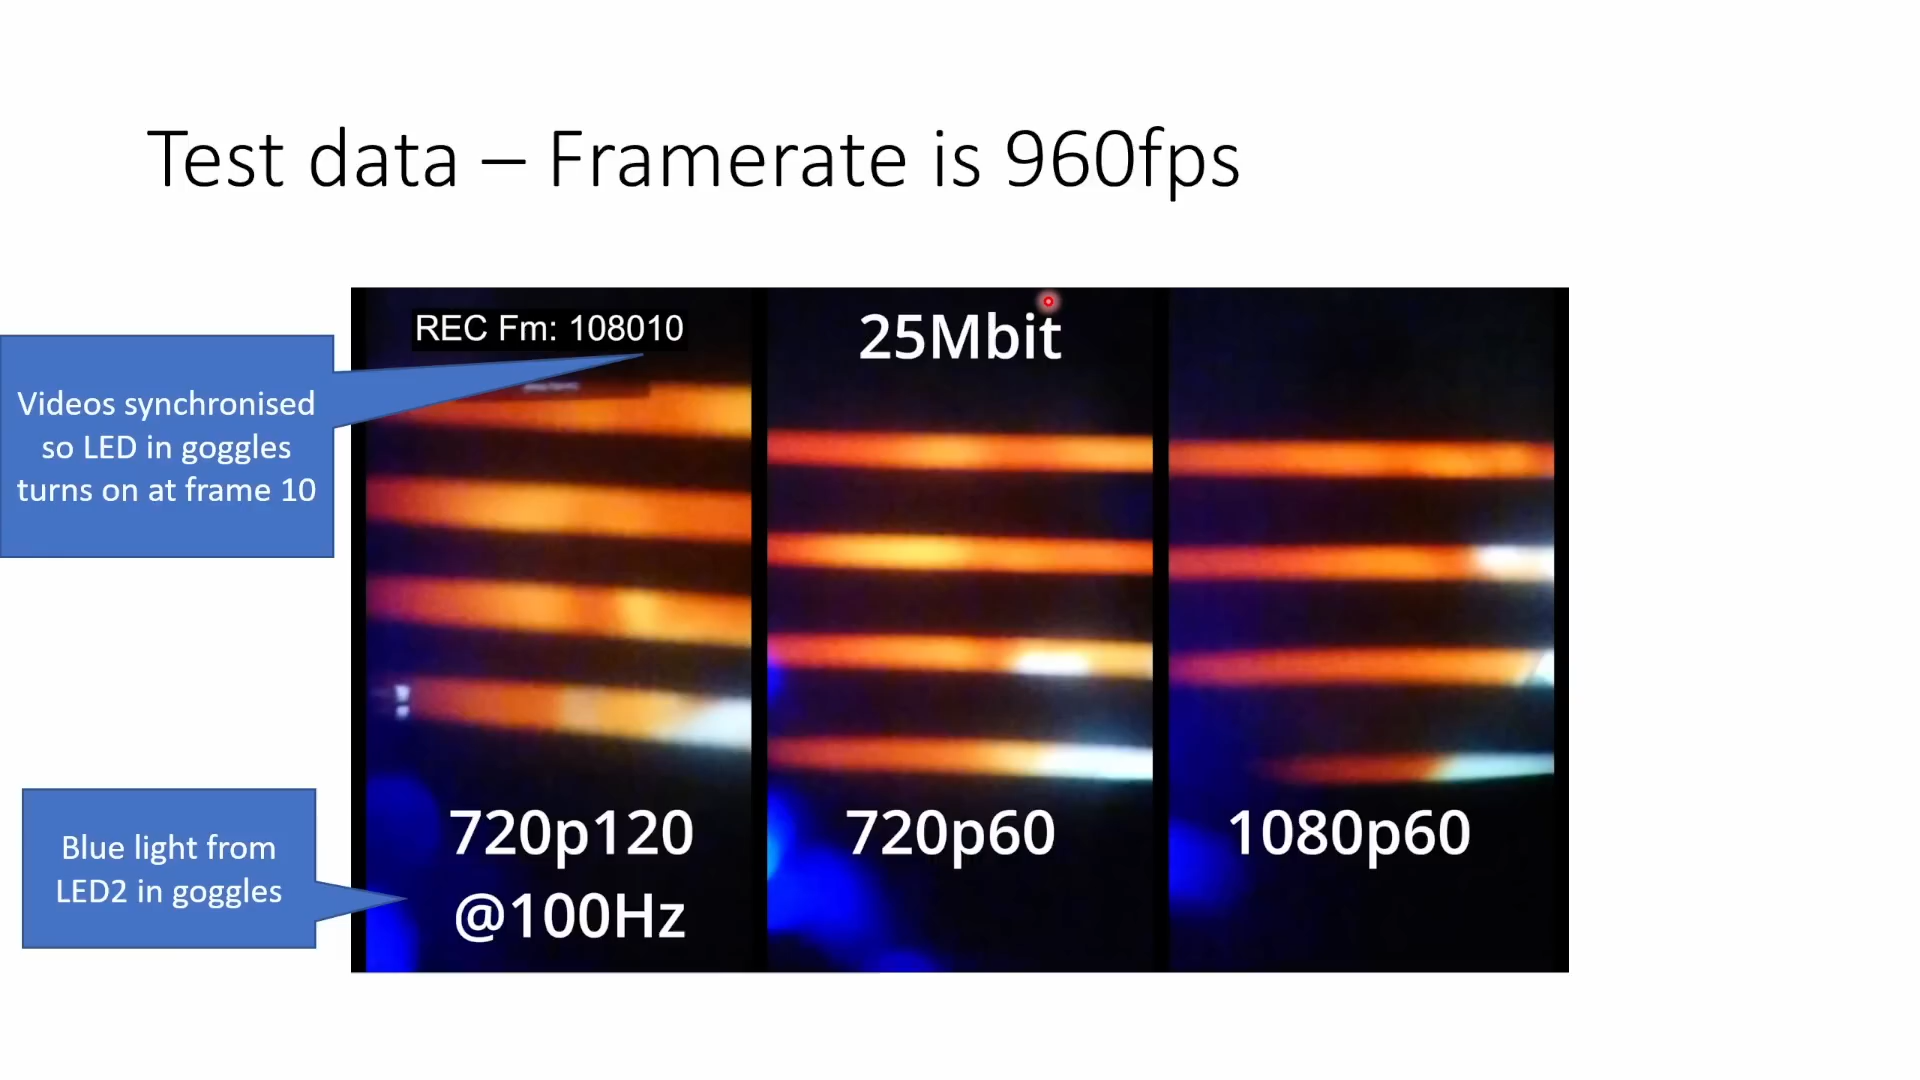 Test data – Framerate is 960fps
REC Fm: 108010
25Mbit
Videos synchronised
so LED in goggles
turns on at frame 10
Blue light from
LED2 in goggles
720p120
@100Hz
720p60
1080p60